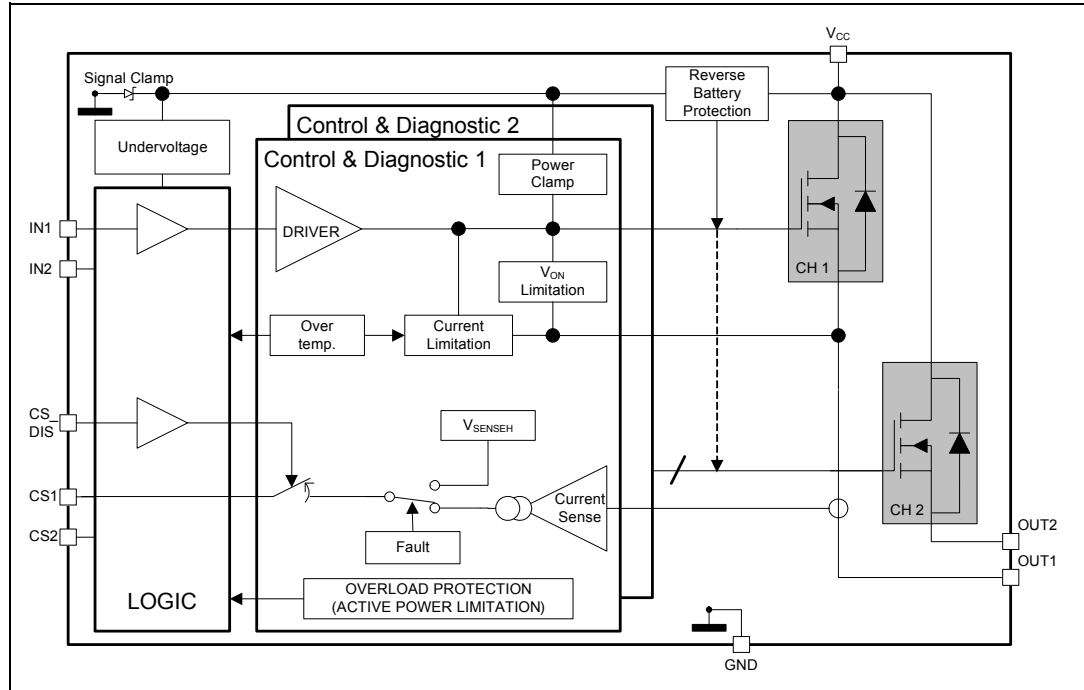 VCC
Signal Clamp
Reverse
Battery
Protection
Control & Diagnostic 2
Undervoltage
Control & Diagnostic 1
Power
Clamp
IN1
DRIVER
IN2
VON
Limitation
CH 1
Over
temp.
Current
Limitation
CS_
DIS
VSENSEH
CS1
Current
Sense
CS2
Fault
CH 2
OUT2
OUT1
LOGIC
OVERLOAD PROTECTION
(ACTIVE POWER LIMITATION)
GND